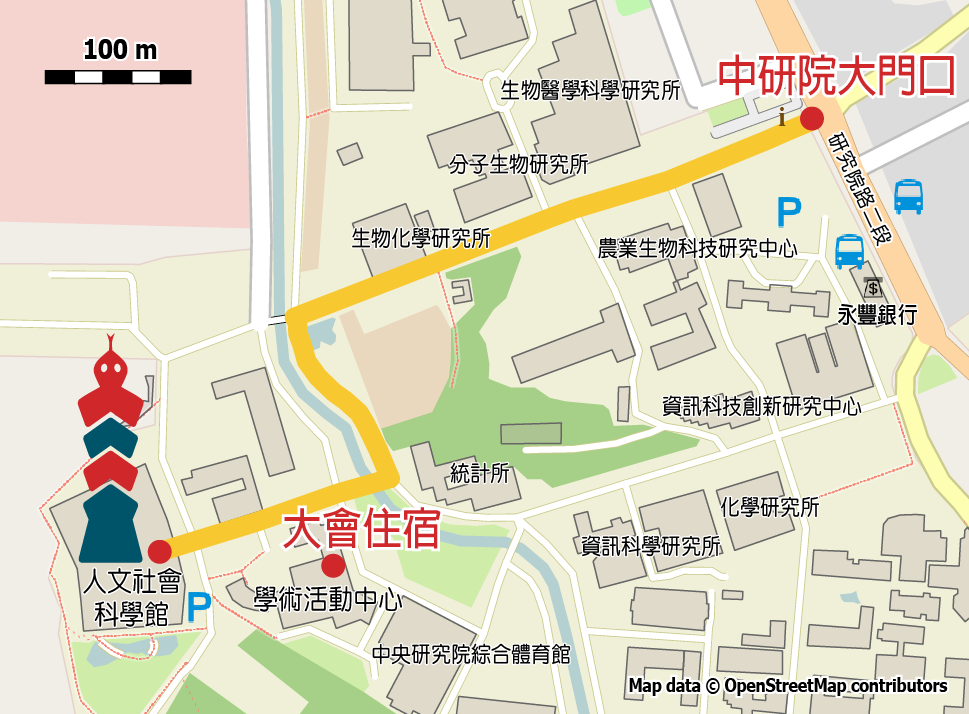 100 m
中研院大門口
生物醫學科學研究所
i
研究院路二段
分子生物研究所
P
生物化學研究所
農業生物科技研究中心
$
永豐銀行
資訊科技創新研究中心
統計所
化學研究所
大會住宿
資訊科學研究所
人文社會
科學館
學術活動中心
P
中央研究院綜合體育館
Map data © OpenStreetMap contributors